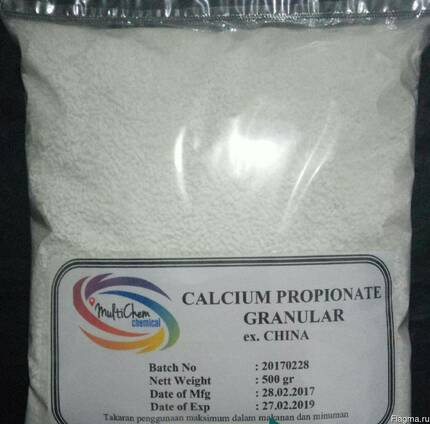 MultiChem
chemical
CALCIUM PROPIONATE
GRANULAR
ex. CHINA
Batch No : 20170228
Nett Weight : 500 gr
Date of Mfg : 28.02.2017
Date of Exp : 27.02.2019
Takaran penggunaan maksimum dalam makanan dan minuman
Flagma.ru